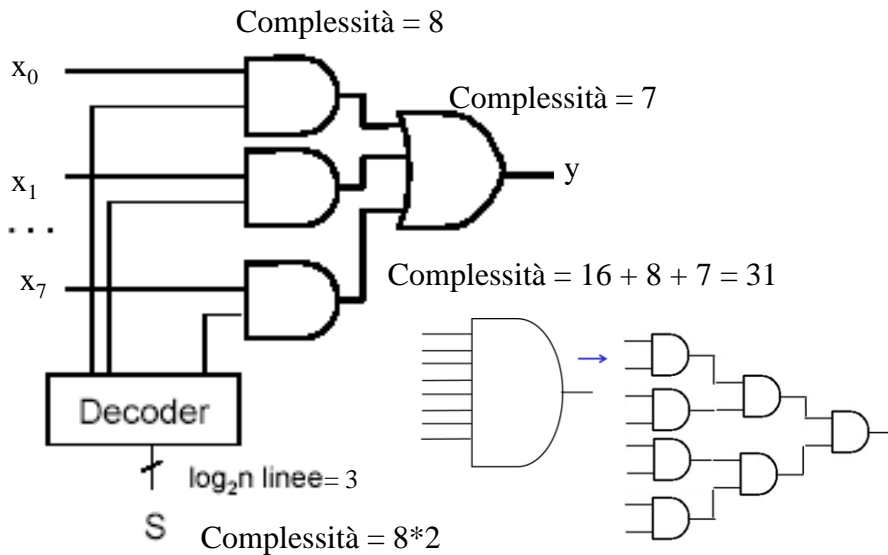 Complessità = 8
x0
Complessità = 7
x1
y
. . .
x7
Complessità = 16 + 8 + 7 = 31
Decoder
log2n linee = 3
S
Complessità = 8*2